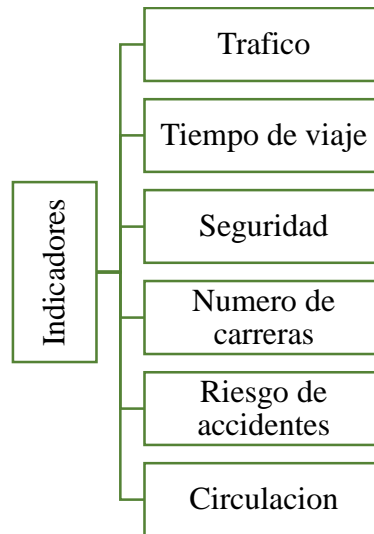 Indicadores
Trafico
Tiempo de viaje
Seguridad
Numero de
carreras
Riesgo de
accidentes
Circulacion